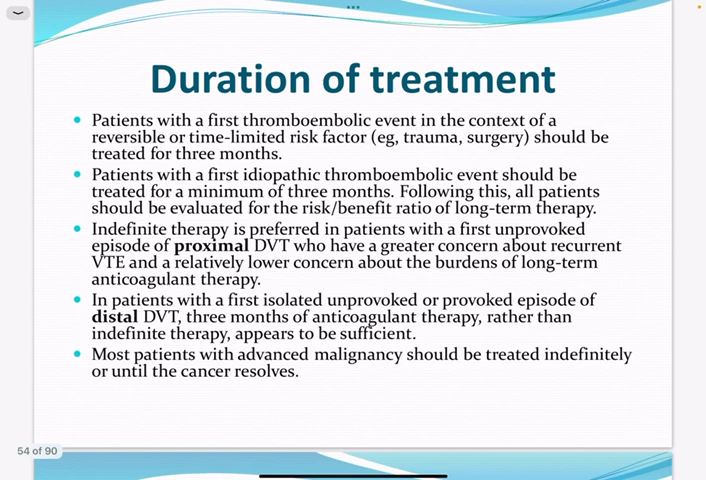 Duration of treatment
• Patients with a first thromboembolic event in the context of a
reversible or time-limited risk factor (eg, trauma, surgery) should be
treated for three months.
• Patients with a first idiopathic thromboembolic event should be
treated for a minimum of three months. Following this, all patients
should be evaluated for the risk/benefit ratio of long-term therapy.
• Indefinite therapy is preferred in patients with a first unprovoked
episode of proximal DVT who have a greater concern about recurrent
VTE and a relatively lower concern about the burdens of long-term
anticoagulant therapy.
• In patients with a first isolated unprovoked or provoked episode of
distal DVT, three months of anticoagulant therapy, rather than
indefinite therapy, appears to be sufficient.
• Most patients with advanced malignancy should be treated indefinitely
or until the cancer resolves.
54 of 90